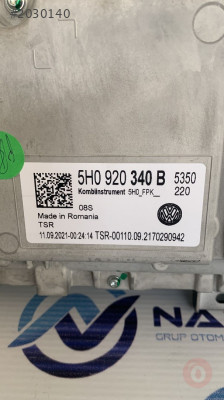 #2030140
5H0 920 340 B 5350
Kombiinstrument 5H0_FPK__ 220
08S
Made in Romania
TSR
11.09.2021-00:24:14 TSR-00110.09.2170290942
NA
GRUP OTOM